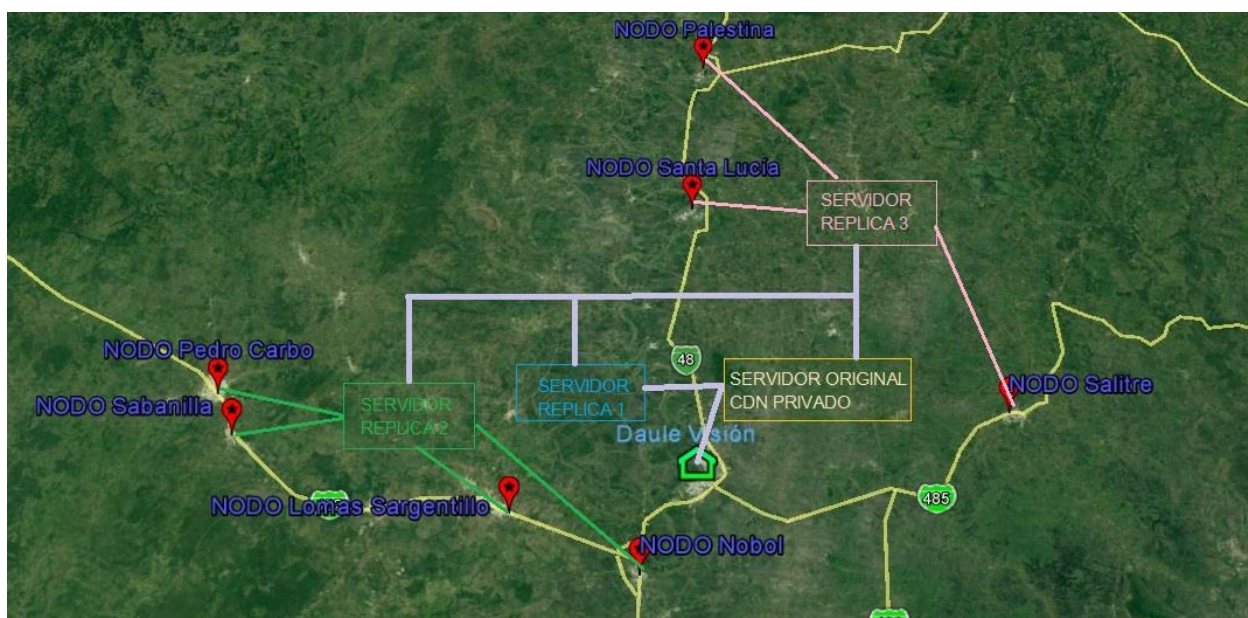 NODO Palestina
NODO Santa Lucía
SERVIDOR
REPLICA 3
48
NODO Pedro Carbo
NODO Sabanilla
SERVIDOR
REPLICA 2
SERVIDOR
REPLICA 1
SERVIDOR ORIGINAL
CDN PRIVADO
NODO Salitre
Daule Visión
NODO Lomas Sargentillo
485
NODO Nobol